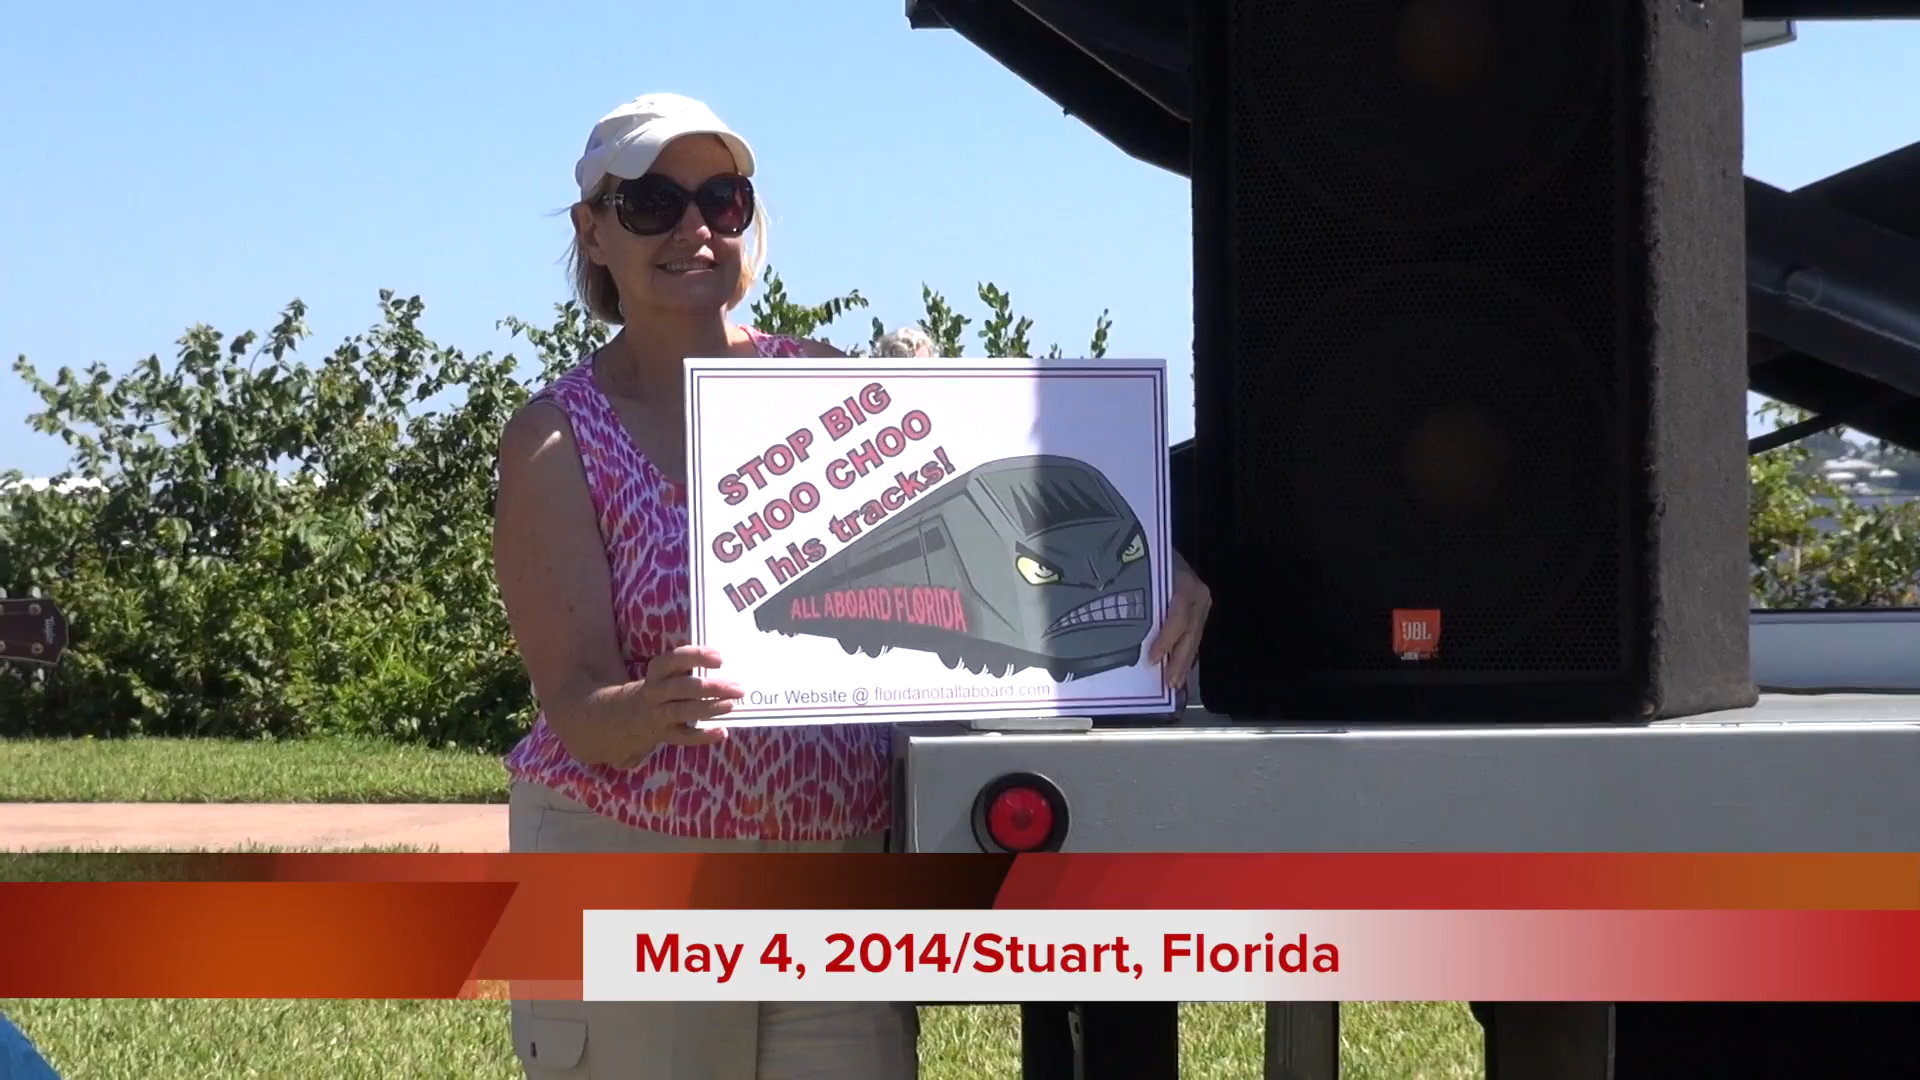 STOP BIG
CHOO CHOO
in his tracks!
ALL ABOARD FLORIDA
Our Website @ floridanotallaboard.com
JBL
Taylor
May 4, 2014/Stuart, Florida